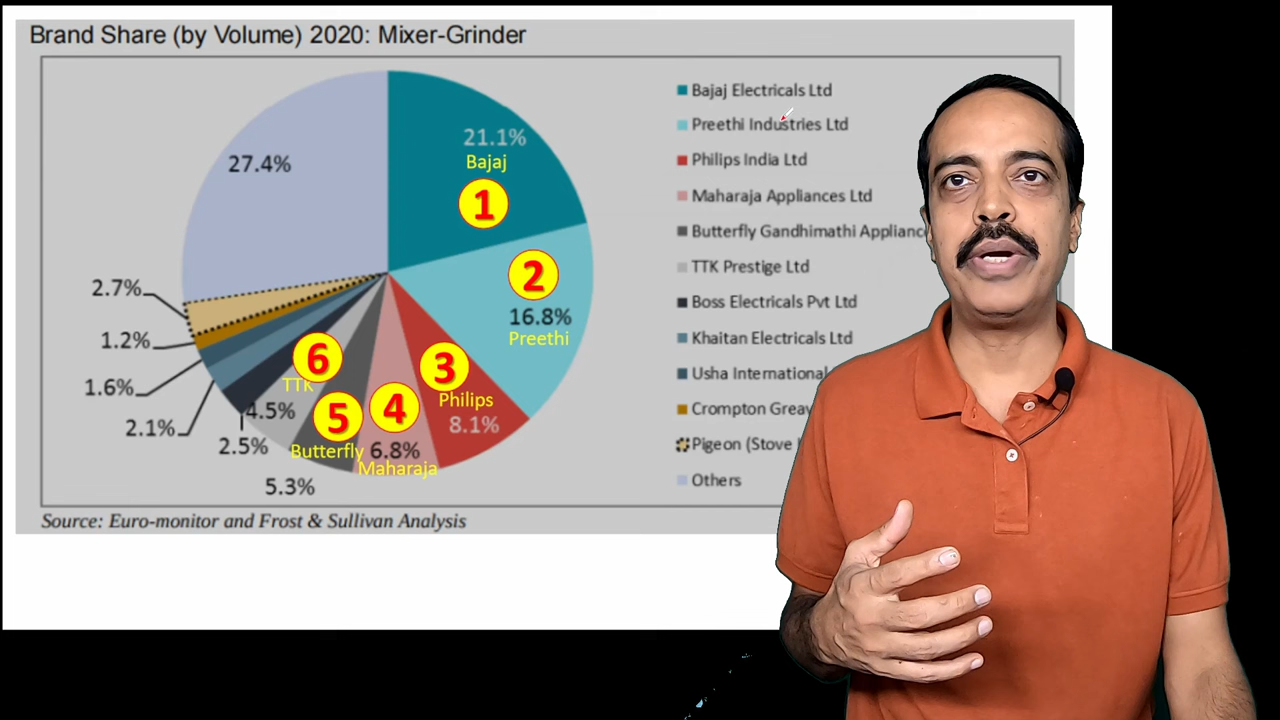 Brand Share (by Volume) 2020: Mixer-Grinder
21.1%
Bajaj
1
2
16.8%
Preethi
3
Philips
8.1%
4
6.8%
Maharaja
5
Butterfly
5.3%
6
TTK
4.5%
2.5%
2.1%
1.6%
1.2%
2.7%
27.4%
Bajaj Electricals Ltd
Preethi Industries Ltd
Philips India Ltd
Maharaja Appliances Ltd
Butterfly Gandhimathi Applianc
TTK Prestige Ltd
Boss Electricals Pvt Ltd
Khaitan Electricals Ltd
Usha International
Crompton Greav
Pigeon (Stove
Others
Source: Euro-monitor and Frost & Sullivan Analysis